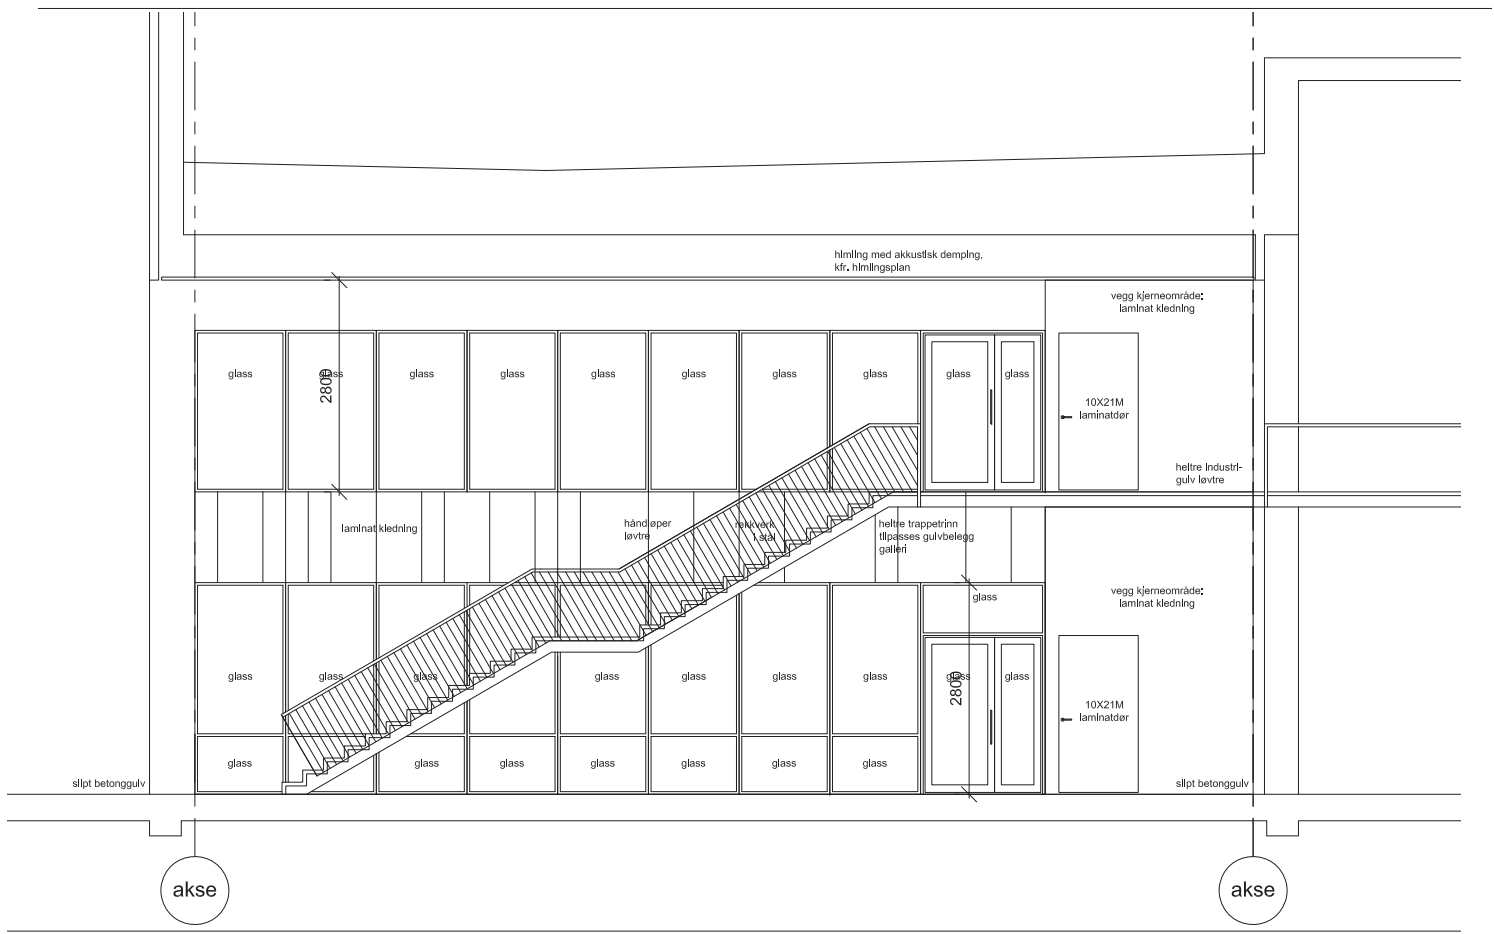 himling med akkustisk demping,
kfr. himlingsplan
vegg kjerneområde:
laminat kledning
glass
glass
glass
glass
glass
glass
glass
glass
glass
glass
2800
10X21M
laminatdør
heltre industri-
gulv løvtre
laminat kledning
håndløper
løvtre
rekkverk
i stål
heltre trappetrinn
tilpasses gulvbelegg
galleri
glass
vegg kjerneområde:
laminat kledning
glass
glass
glass
glass
glass
glass
glass
glass
glass
2800
10X21M
laminatdør
glass
glass
glass
glass
glass
glass
glass
slipt betonggulv
slipt betonggulv
akse
akse